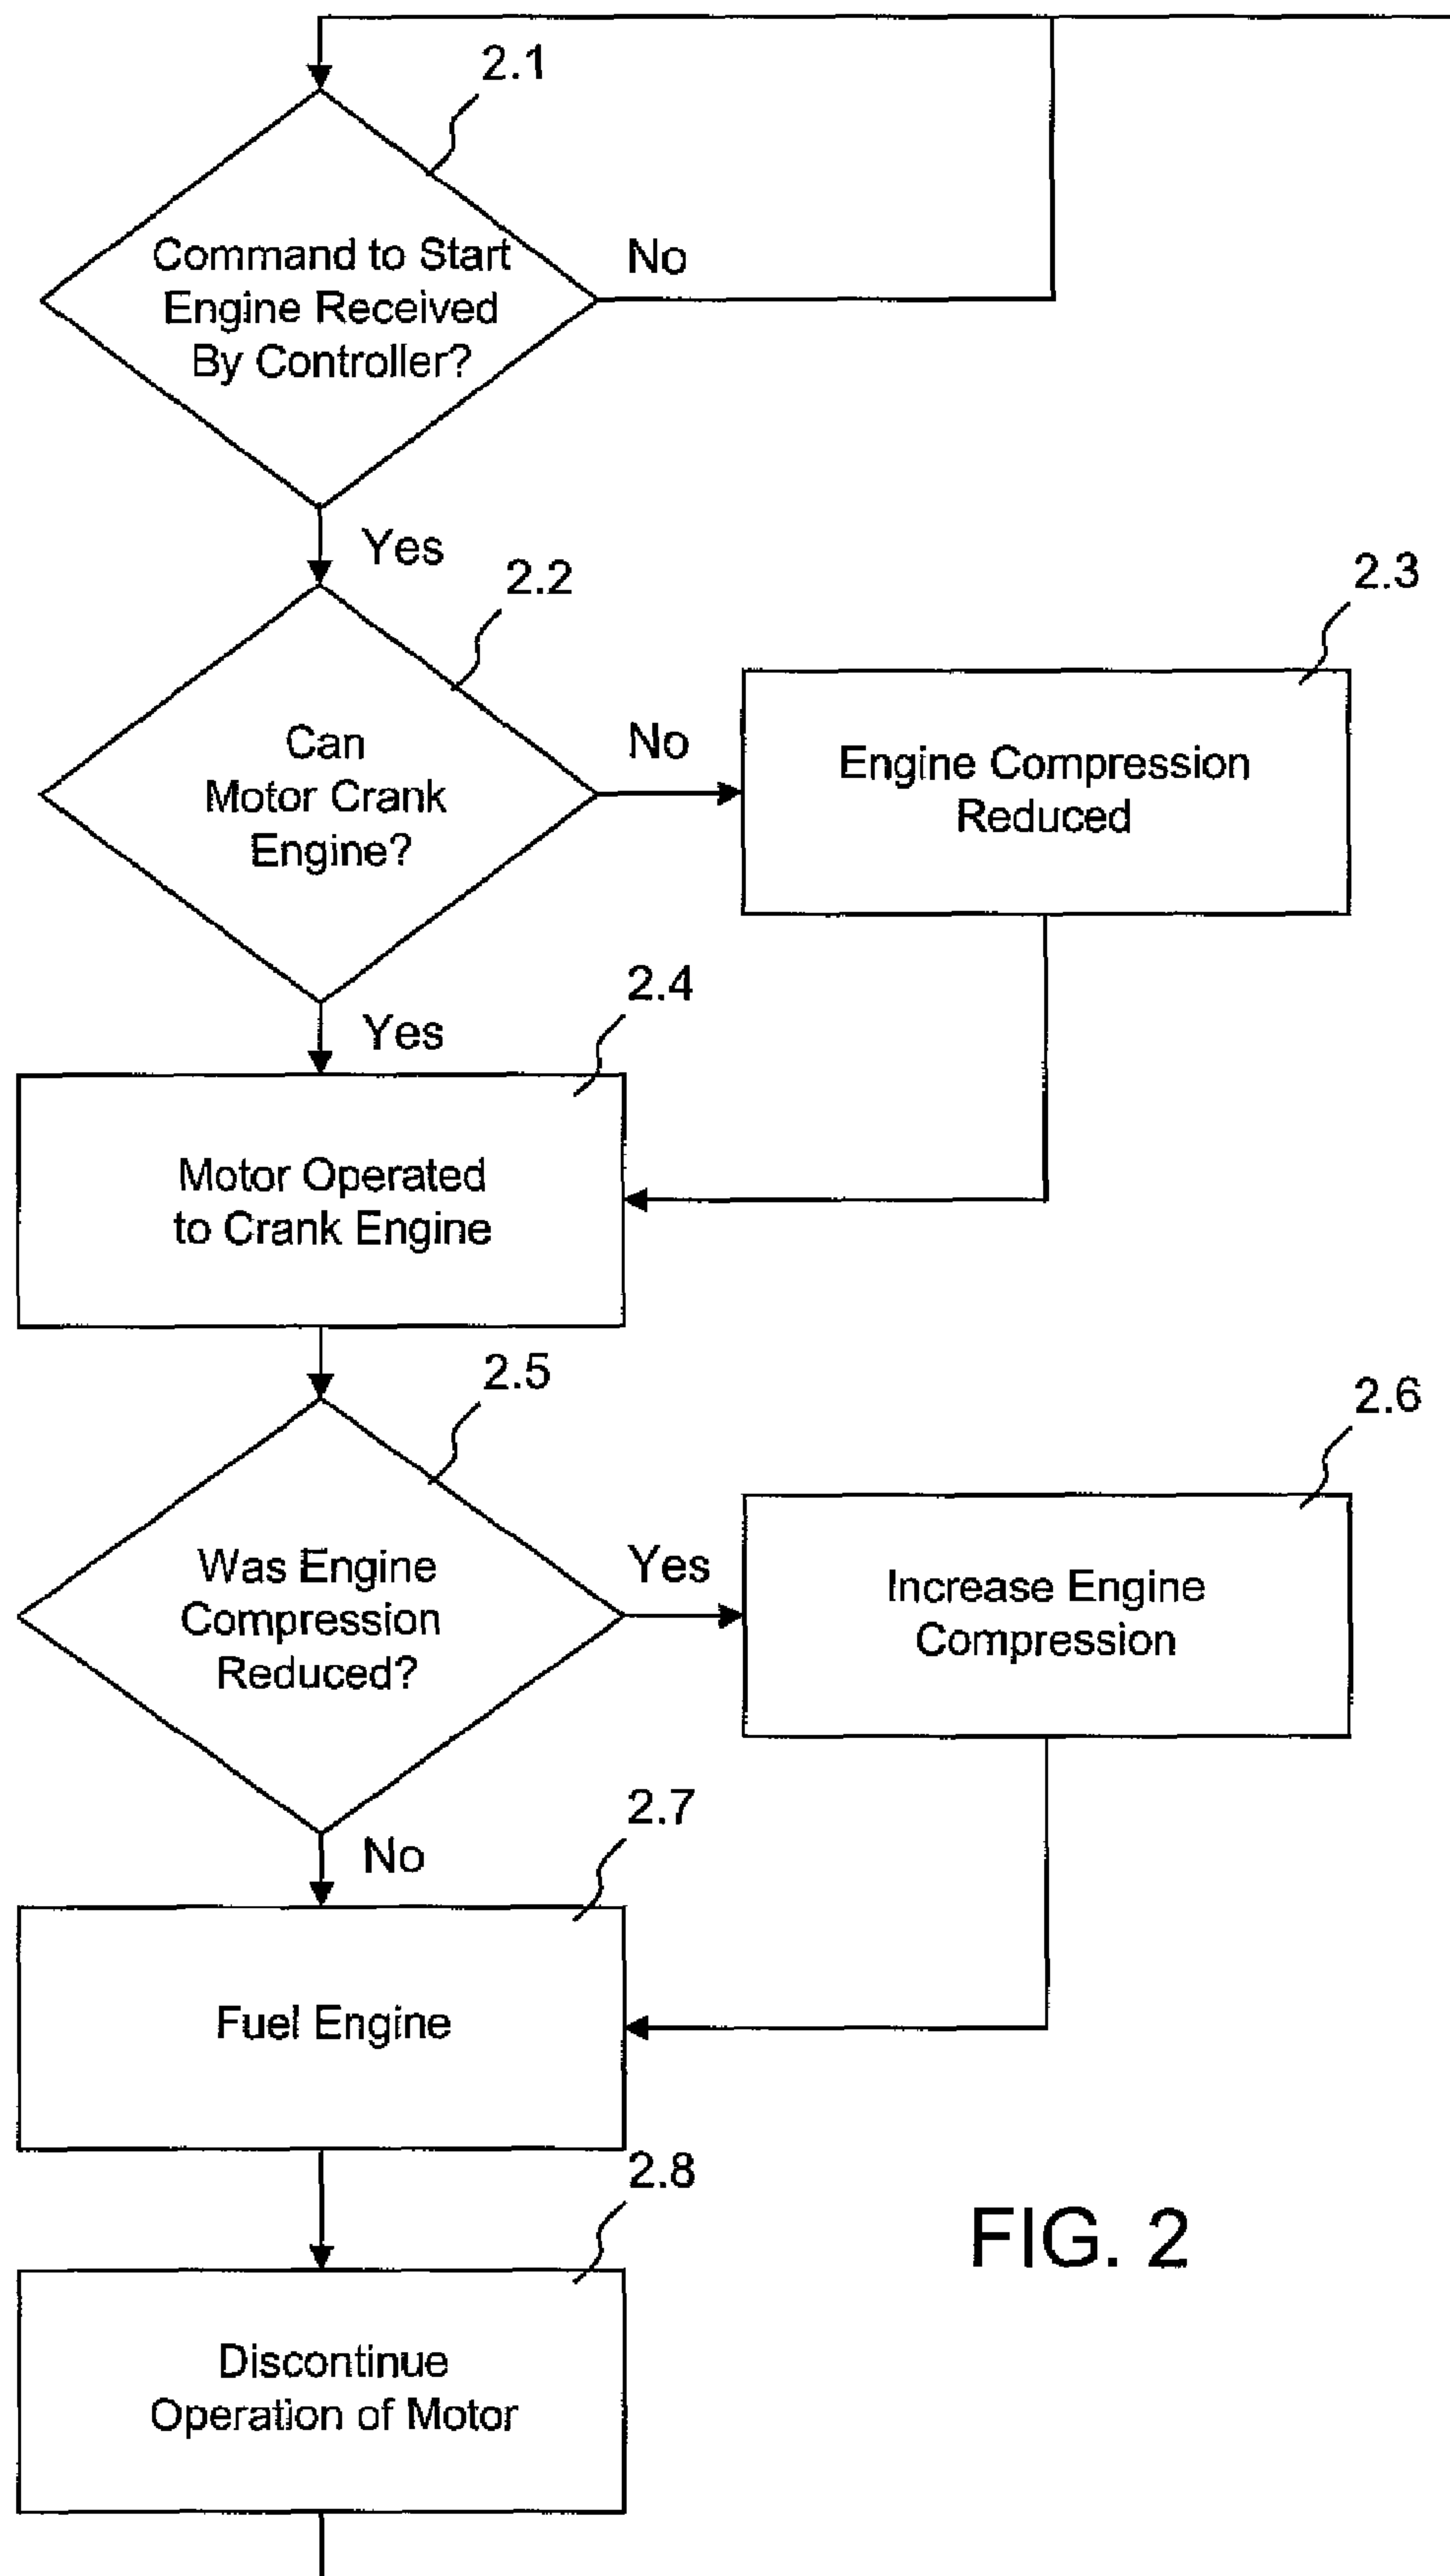 2.1
Command to Start
Engine Received
By Controller?
No
Yes
2.2
Can
Motor Crank
Engine?
No
2.3
Engine Compression
Reduced
Yes
2.4
Motor Operated
to Crank Engine
2.5
Was Engine
Compression
Reduced?
Yes
2.6
Increase Engine
Compression
No
2.7
Fuel Engine
2.8
Discontinue
Operation of Motor
FIG. 2